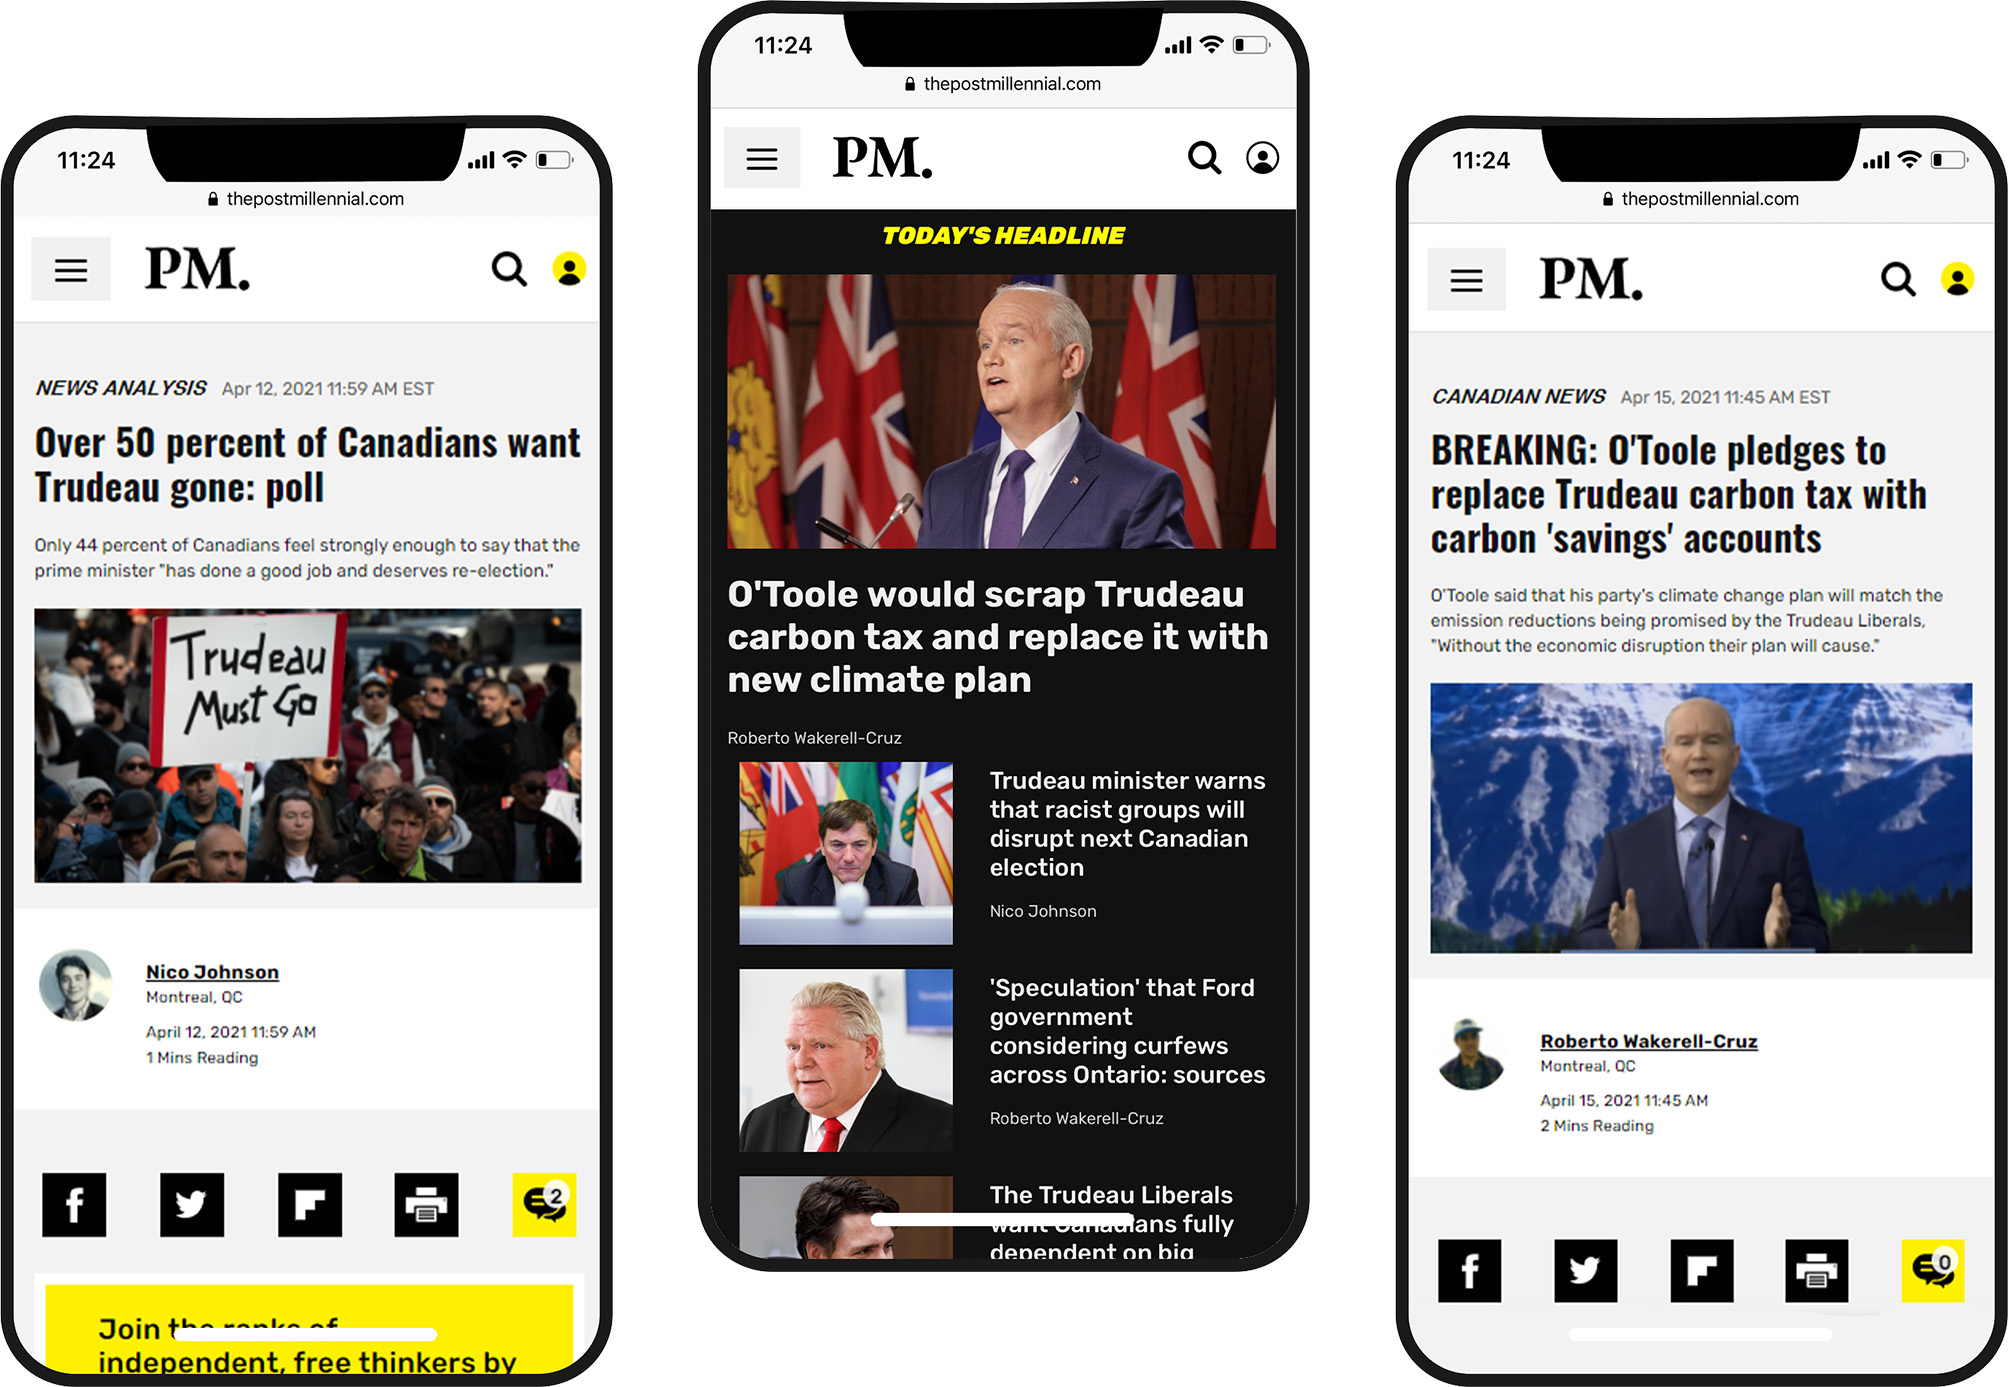 11:24
thepostmillennial.com
PM.
NEWS ANALYSIS Apr 12, 2021 11:59 AM EST
Over 50 percent of Canadians want
Trudeau gone: poll
Only 44 percent of Canadians feel strongly enough to say that the
prime minister "has done a good job and deserves re-election."
Trudeau
Must Go
Nico Johnson
Montreal, QC
April 12, 2021 11:59 AM
1 Mins Reading
2
Join the ranks of
independent, free thinkers by
11:24
thepostmillennial.com
PM.
TODAY'S HEADLINE
O'Toole would scrap Trudeau
carbon tax and replace it with
new climate plan
Roberto Wakerell-Cruz
Trudeau minister warns
that racist groups will
disrupt next Canadian
election
Nico Johnson
'Speculation' that Ford
government
considering curfews
across Ontario: sources
Roberto Wakerell-Cruz
The Trudeau Liberals
want Canadians fully
dependent on big
11:24
thepostmillennial.com
PM.
CANADIAN NEWS Apr 15, 2021 11:45 AM EST
BREAKING: O'Toole pledges to
replace Trudeau carbon tax with
carbon 'savings' accounts
O'Toole said that his party's climate change plan will match the
emission reductions being promised by the Trudeau Liberals,
"Without the economic disruption their plan will cause."
Roberto Wakerell-Cruz
Montreal, QC
April 15, 2021 11:45 AM
2 Mins Reading
0